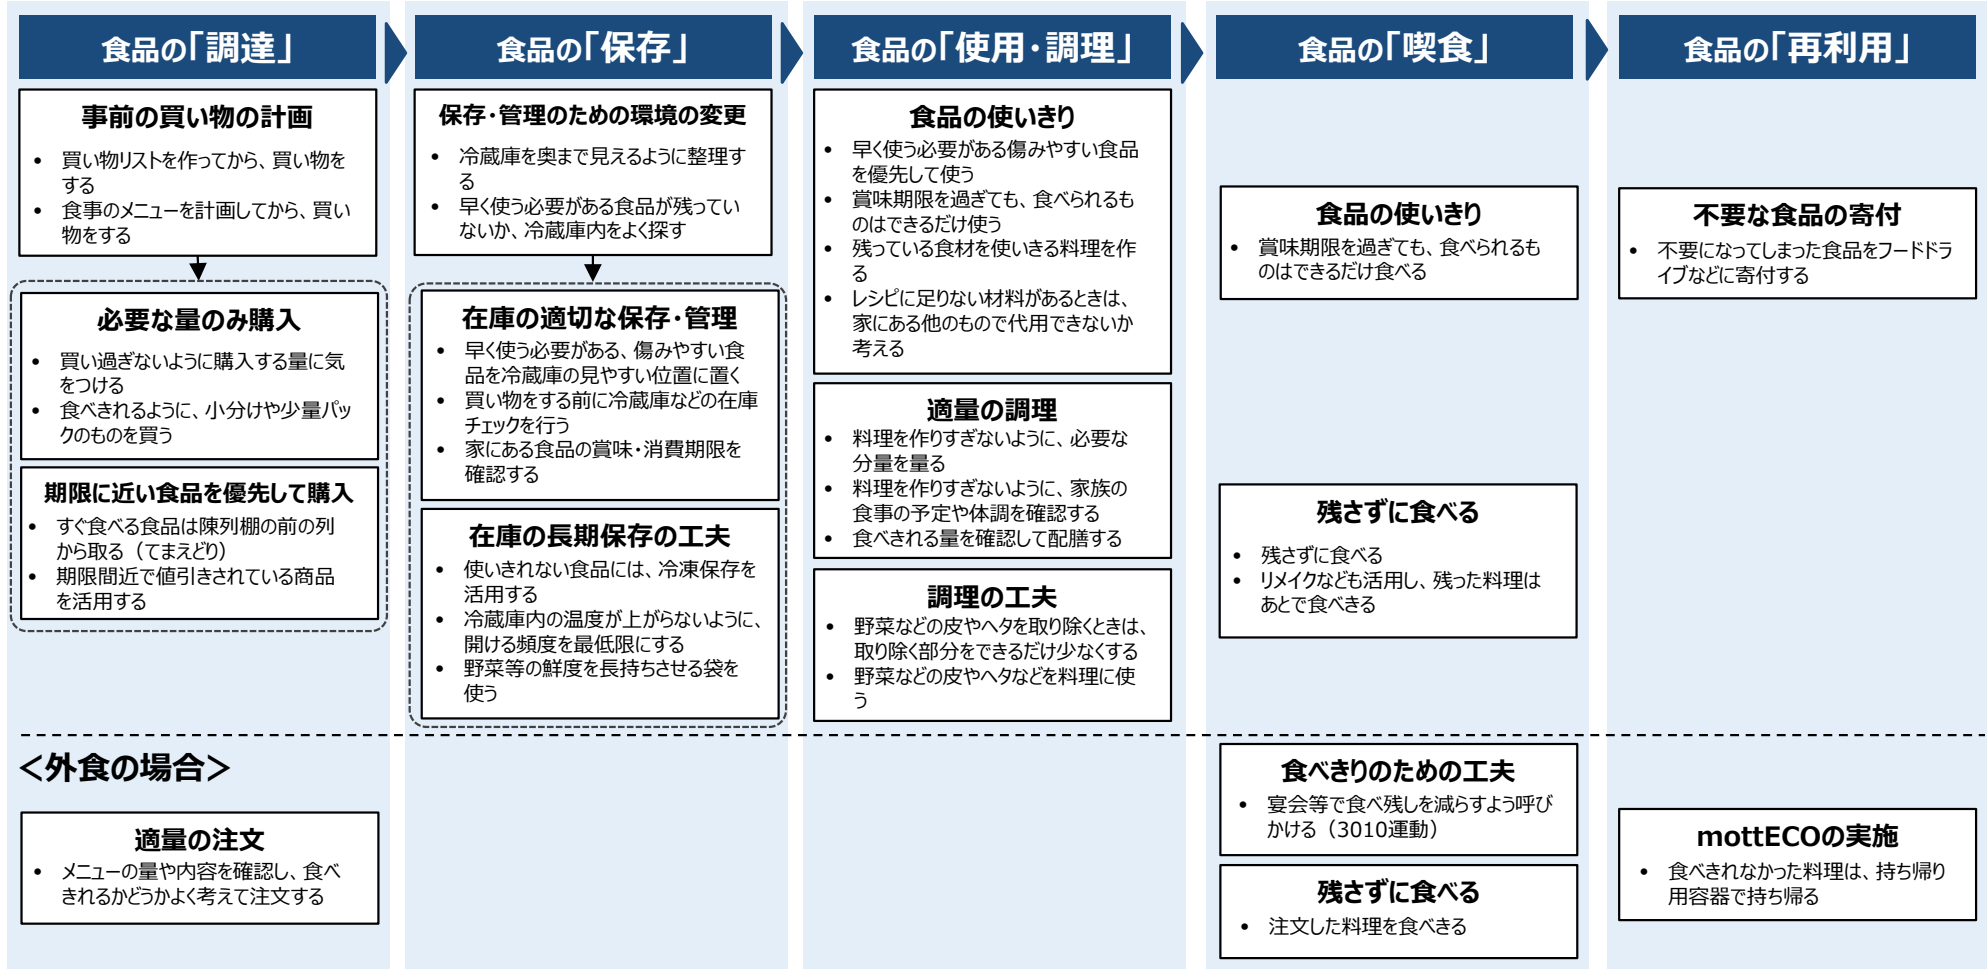 食品の「調達」
事前の買い物の計画
• 買い物リストを作ってから、買い物を
する
• 食事のメニューを計画してから、買い
物をする
必要な量のみ購入
• 買い過ぎないように購入する量に気
をつける
• 食べきれるように、小分けや少量パッ
クのものを買う
期限に近い食品を優先して購入
• すぐ食べる食品は陳列棚の前の列
から取る（てまえどり）
• 期限間近で値引きされている商品
を活用する
食品の「保存」
保存・管理のための環境の変更
• 冷蔵庫を奥まで見えるように整理す
る
• 早く使う必要がある食品が残ってい
ないか、冷蔵庫内をよく探す
在庫の適切な保存・管理
• 早く使う必要がある、傷みやすい食
品を冷蔵庫の見やすい位置に置く
• 買い物をする前に冷蔵庫などの在庫
チェックを行う
• 家にある食品の賞味・消費期限を
確認する
在庫の長期保存の工夫
• 使いきれない食品には、冷凍保存を
活用する
• 冷蔵庫内の温度が上がらないように、
開ける頻度を最低限にする
• 野菜等の鮮度を長持ちさせる袋を
使う
食品の「使用・調理」
食品の使いきり
• 早く使う必要がある傷みやすい食品
を優先して使う
• 賞味期限を過ぎても、食べられるも
のはできるだけ使う
• 残っている食材を使いきる料理を作
る
• レシピに足りない材料があるときは、
家にある他のもので代用できないか
考える
適量の調理
• 料理を作りすぎないように、必要な
分量を量る
• 料理を作りすぎないように、家族の
食事の予定や体調を確認する
• 食べきれる量を確認して配膳する
調理の工夫
• 野菜などの皮やヘタを取り除くときは、
取り除く部分をできるだけ少なくする
• 野菜などの皮やヘタなどを料理に使
う
食品の「喫食」
食品の使いきり
• 賞味期限を過ぎても、食べられるも
のはできるだけ食べる
残さずに食べる
• 残さずに食べる
• リメイクなども活用し、残った料理は
あとで食べきる
食品の「再利用」
不要な食品の寄付
• 不要になってしまった食品をフードドラ
イブなどに寄付する
＜外食の場合＞
適量の注文
• メニューの量や内容を確認し、食べ
きれるかどうかよく考えて注文する
食べきりのための工夫
• 宴会等で食べ残しを減らすよう呼び
かける（3010運動）
残さずに食べる
• 注文した料理を食べきる
mottECOの実施
• 食べきれなかった料理は、持ち帰り
用容器で持ち帰る